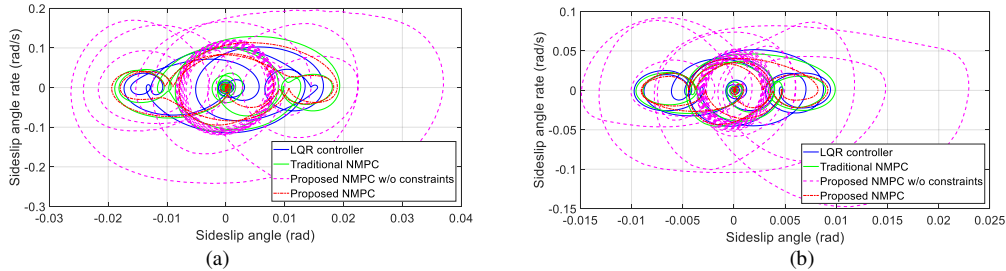 0.2
0.1
0
-0.1
-0.2
-0.3
-0.03
-0.02
-0.01
0
0.01
0.02
0.03
0.04
Sideslip angle rate (rad/s)
Sideslip angle (rad)
LQR controller
Traditional NMPC
Proposed NMPC w/o constraints
Proposed NMPC
(a)
0.1
0.05
0
-0.05
-0.1
-0.15
-0.015
-0.01
-0.005
0
0.005
0.01
0.015
0.02
0.025
Sideslip angle rate (rad/s)
Sideslip angle (rad)
LQR controller
Traditional NMPC
Proposed NMPC w/o constraints
Proposed NMPC
(b)